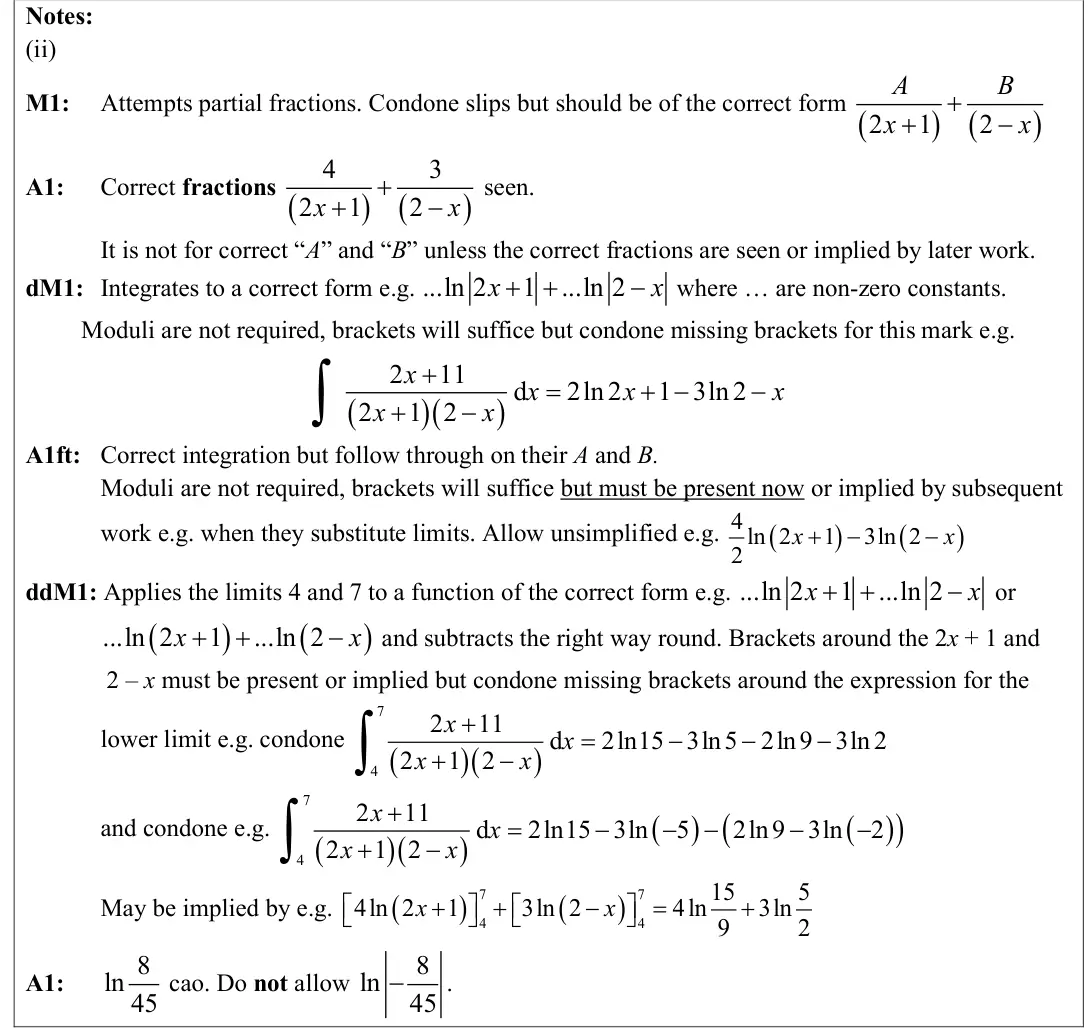 Notes:
(ii)
M1: Attempts partial fractions. Condone slips but should be of the correct form A/(2x+1) + B/(2−x)
A1: Correct fractions 4/(2x+1) + 3/(2−x) seen.
It is not for correct “A” and “B” unless the correct fractions are seen or implied by later work.
dM1: Integrates to a correct form e.g. ...ln|2x+1|+...ln|2−x| where … are non-zero constants.
Moduli are not required, brackets will suffice but condone missing brackets for this mark e.g.
∫ (2x+11)/((2x+1)(2−x)) dx = 2ln2x+1−3ln2−x
A1ft: Correct integration but follow through on their A and B.
Moduli are not required, brackets will suffice but must be present now or implied by subsequent
work e.g. when they substitute limits. Allow unsimplified e.g. 4/2 ln(2x+1)−3ln(2−x)
ddM1: Applies the limits 4 and 7 to a function of the correct form e.g. ...ln|2x+1|+...ln|2−x| or
...ln(2x+1)+...ln(2−x) and subtracts the right way round. Brackets around the 2x + 1 and
2 – x must be present or implied but condone missing brackets around the expression for the
lower limit e.g. condone ∫₄⁷ (2x+11)/((2x+1)(2−x)) dx = 2ln15−3ln5−2ln9−3ln2
and condone e.g. ∫₄⁷ (2x+11)/((2x+1)(2−x)) dx = 2ln15−3ln(−5)−(2ln9−3ln(−2))
May be implied by e.g. [4ln(2x+1)]₄⁷+[3ln(2−x)]₄⁷ = 4ln 15/9 + 3ln 5/2
A1: ln 8/45 cao. Do not allow ln|−8/45|.